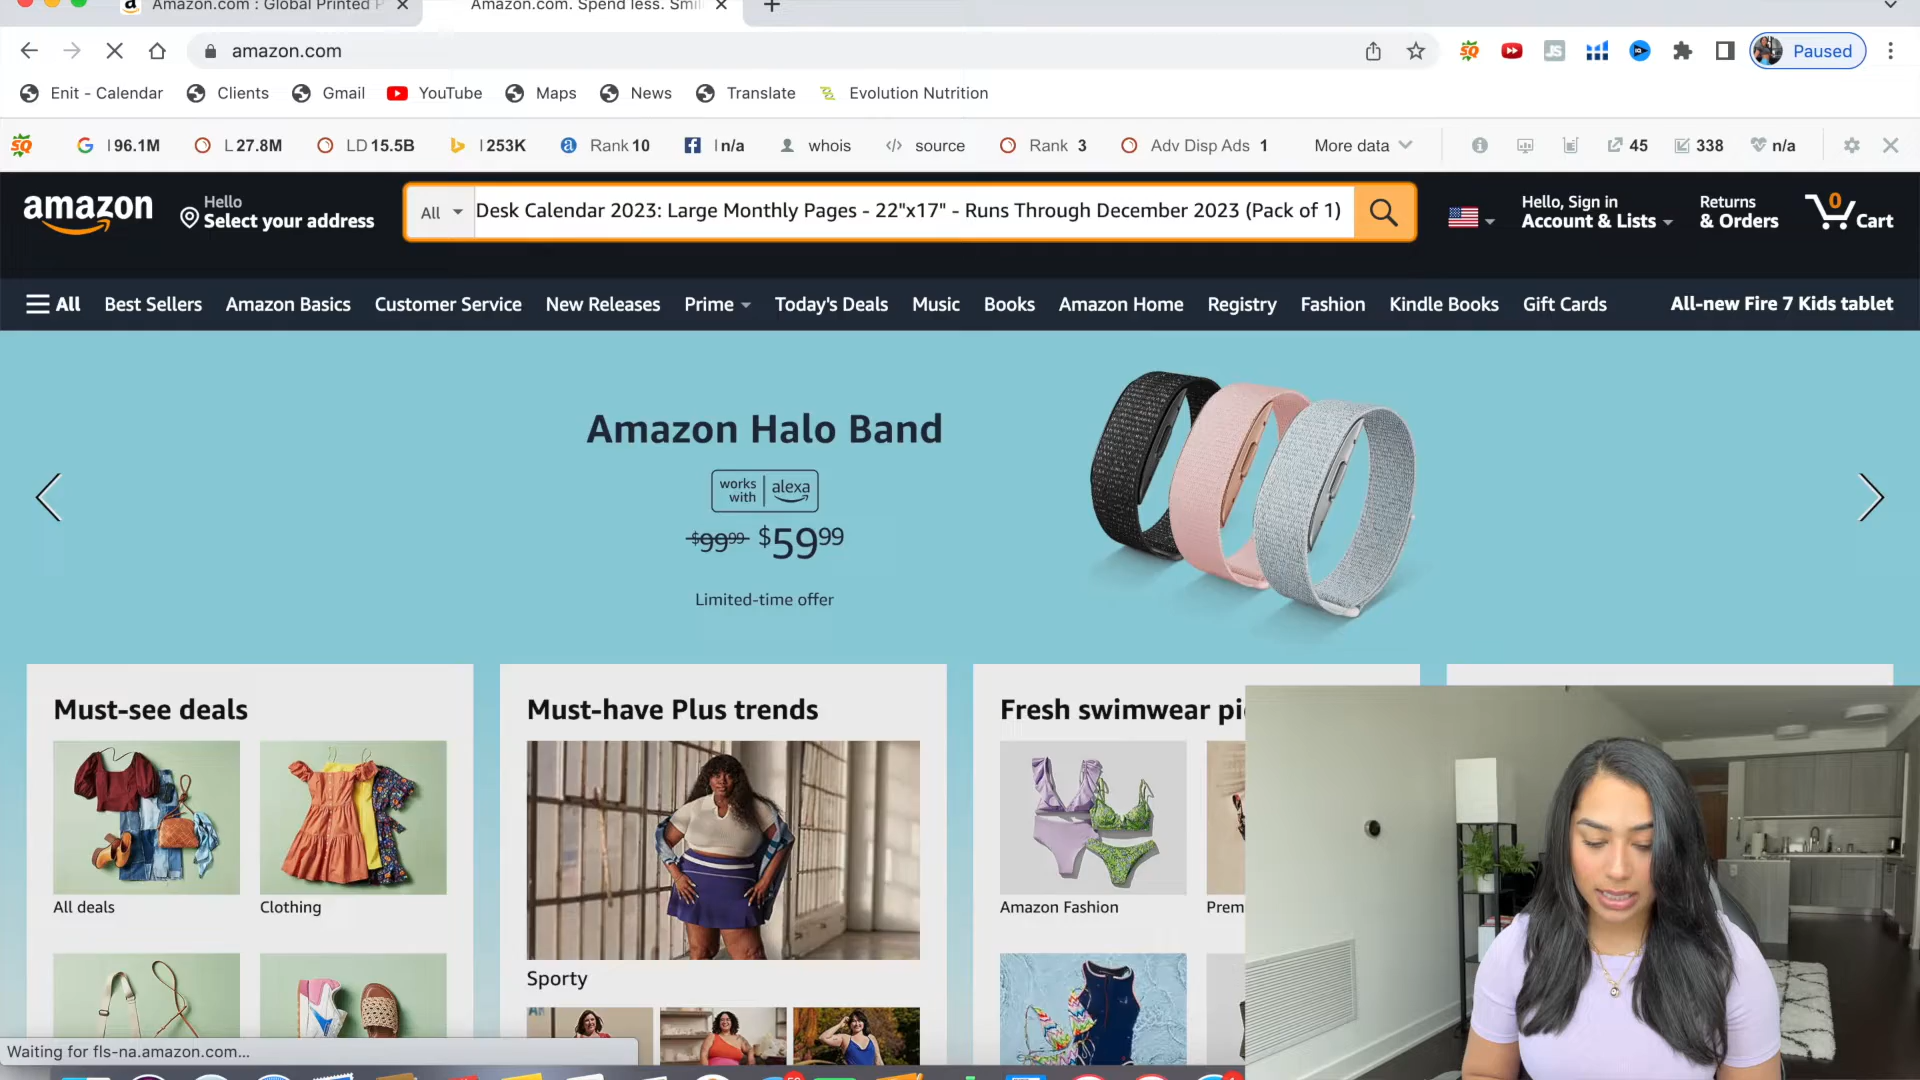 Amazon.com : Global Printed P
Amazon.com. Spend less. Smil
amazon.com
Paused
Enit - Calendar
Clients
Gmail
YouTube
Maps
News
Translate
Evolution Nutrition
SQ
I 96.1M
L 27.8M
LD 15.5B
I 253K
Rank 10
I n/a
whois
source
Rank 3
Adv Disp Ads 1
More data
45
338
n/a
amazon
Hello
Select your address
All
Desk Calendar 2023: Large Monthly Pages - 22"x17" - Runs Through December 2023 (Pack of 1)
Hello, Sign in
Account & Lists
Returns
& Orders
0
Cart
All
Best Sellers
Amazon Basics
Customer Service
New Releases
Prime
Today's Deals
Music
Books
Amazon Home
Registry
Fashion
Kindle Books
Gift Cards
All-new Fire 7 Kids tablet
Amazon Halo Band
works with
alexa
$99.99 $59.99
Limited-time offer
Must-see deals
Must-have Plus trends
Fresh swimwear pi
All deals
Clothing
Amazon Fashion
Prem
Sporty
Waiting for fls-na.amazon.com...